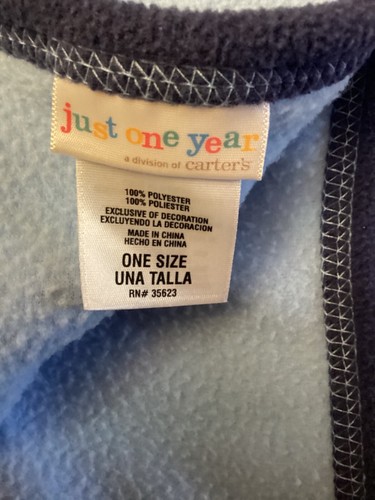 just one year
a division of carter's
100% POLYESTER
100% POLIESTER
EXCLUSIVE OF DECORATION
EXCLUYENDO LA DECORACION
MADE IN CHINA
HECHO EN CHINA
ONE SIZE
UNA TALLA
RN# 35623